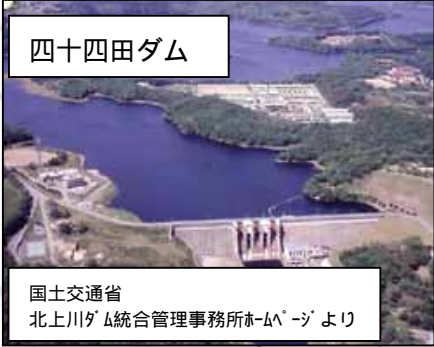 四十四田ダム
国土交通省
北上川ﾀﾞﾑ統合管理事務所ﾎｰﾑﾍﾟｰｼﾞより